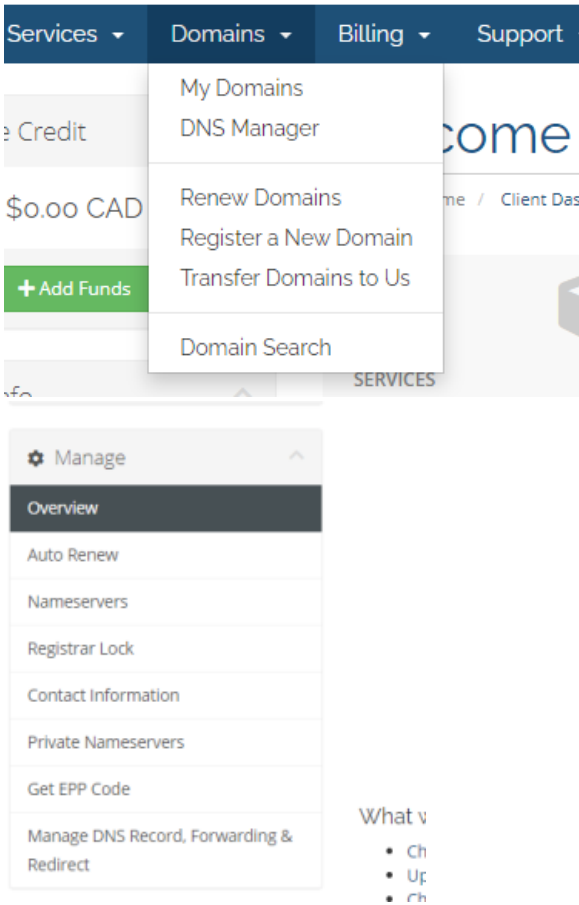 Services Domains Billing Support
My Domains
DNS Manager
Credit
come
Renew Domains
$0.00 CAD
me / Client Das
Register a New Domain
Transfer Domains to Us
+ Add Funds
Domain Search
SERVICES
Manage
Overview
Auto Renew
Nameservers
Registrar Lock
Contact Information
Private Nameservers
Get EPP Code
What w
Manage DNS Record, Forwarding &
Redirect
Ch
Up
Ch